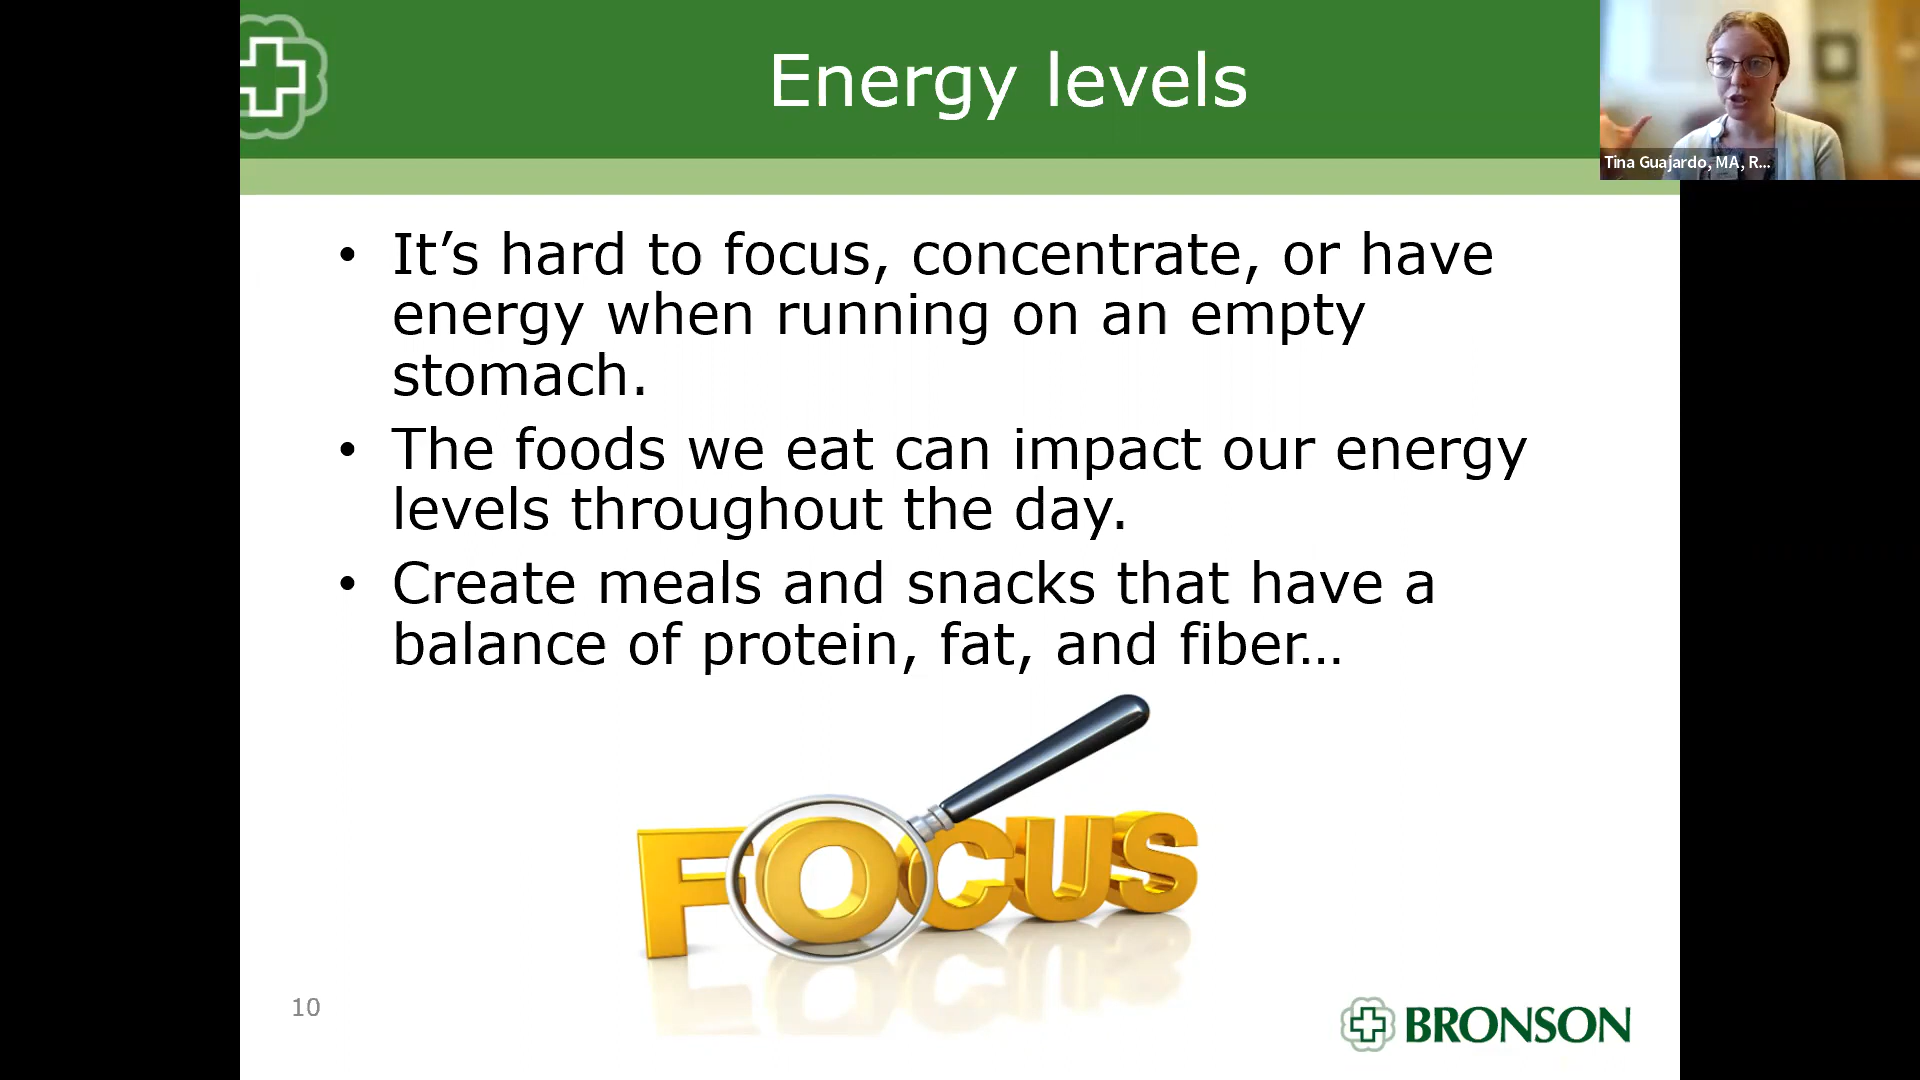 Energy levels
Tina Guajardo, MA, R...
• It’s hard to focus, concentrate, or have
energy when running on an empty
stomach.
• The foods we eat can impact our energy
levels throughout the day.
• Create meals and snacks that have a
balance of protein, fat, and fiber…
FOCUS
10
BRONSON